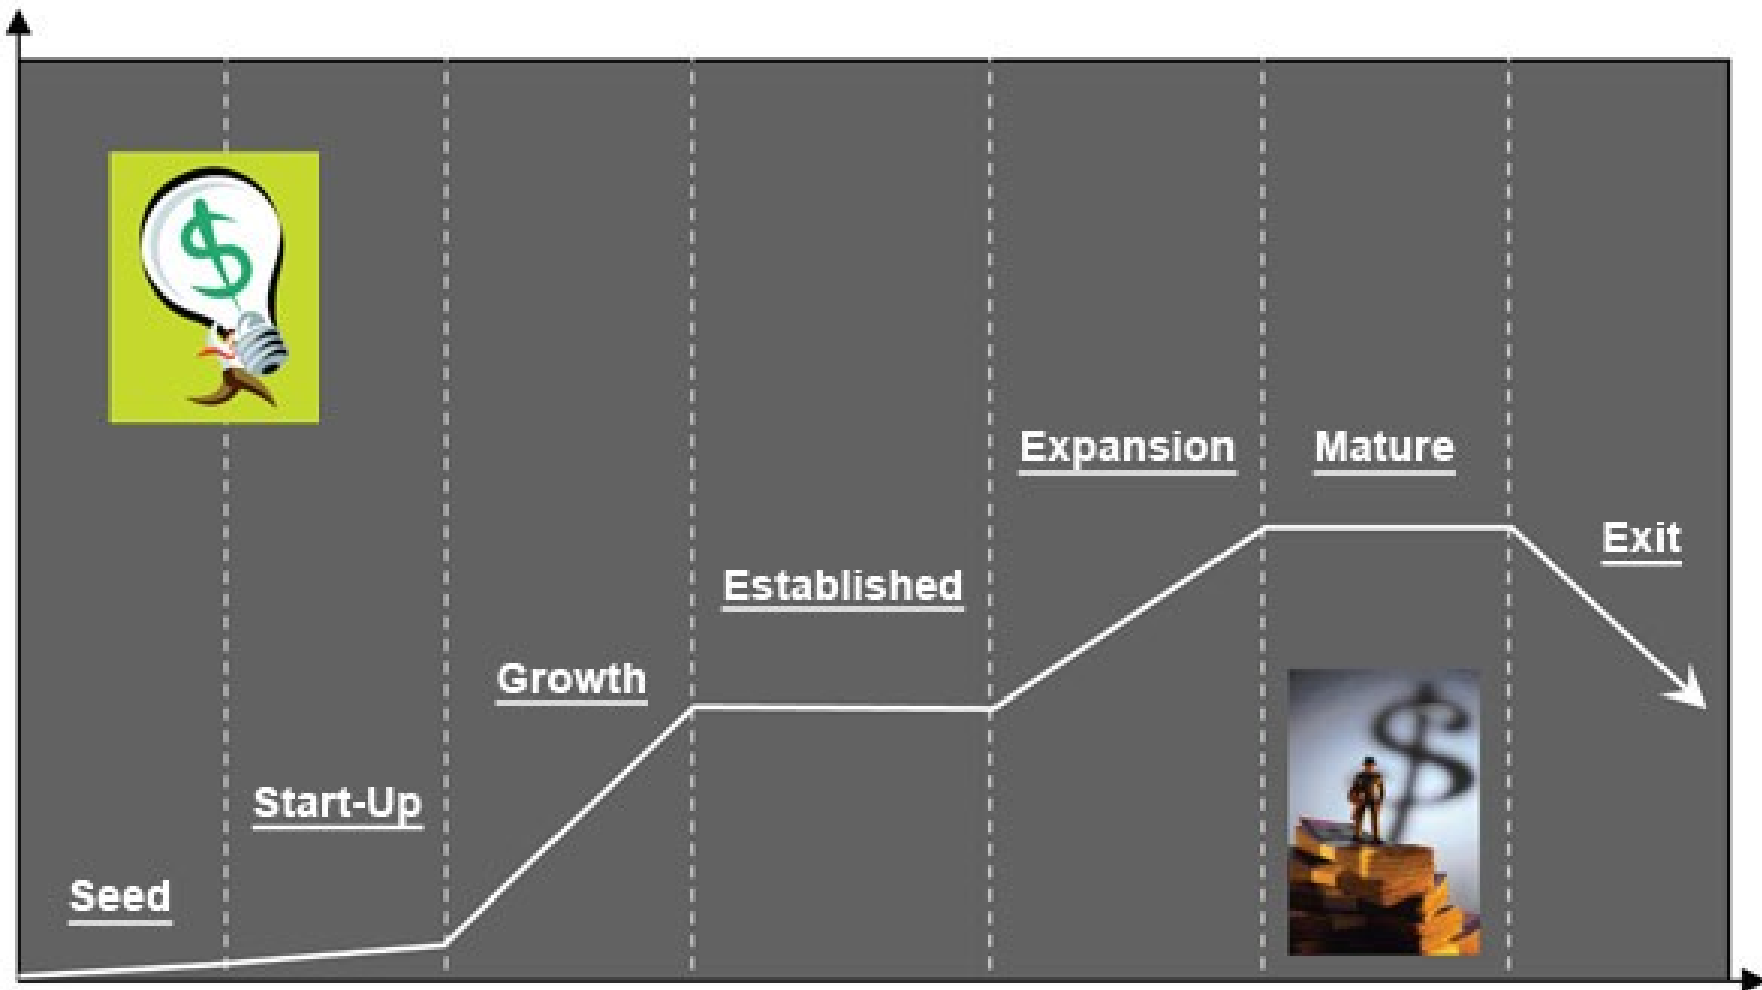 Seed
Start-Up
Growth
Established
Expansion
Mature
Exit
$
$